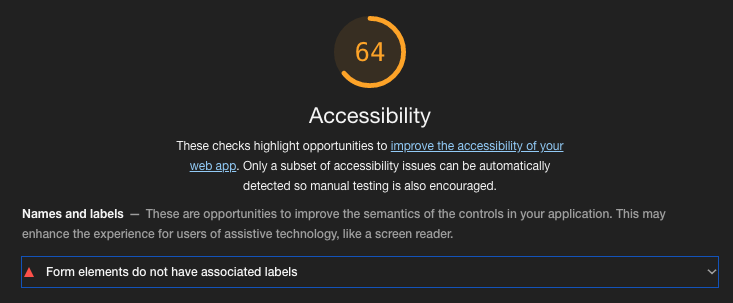 64
Accessibility
These checks highlight opportunities to improve the accessibility of your
web app. Only a subset of accessibility issues can be automatically
detected so manual testing is also encouraged.
Names and labels — These are opportunities to improve the semantics of the controls in your application. This may
enhance the experience for users of assistive technology, like a screen reader.
Form elements do not have associated labels